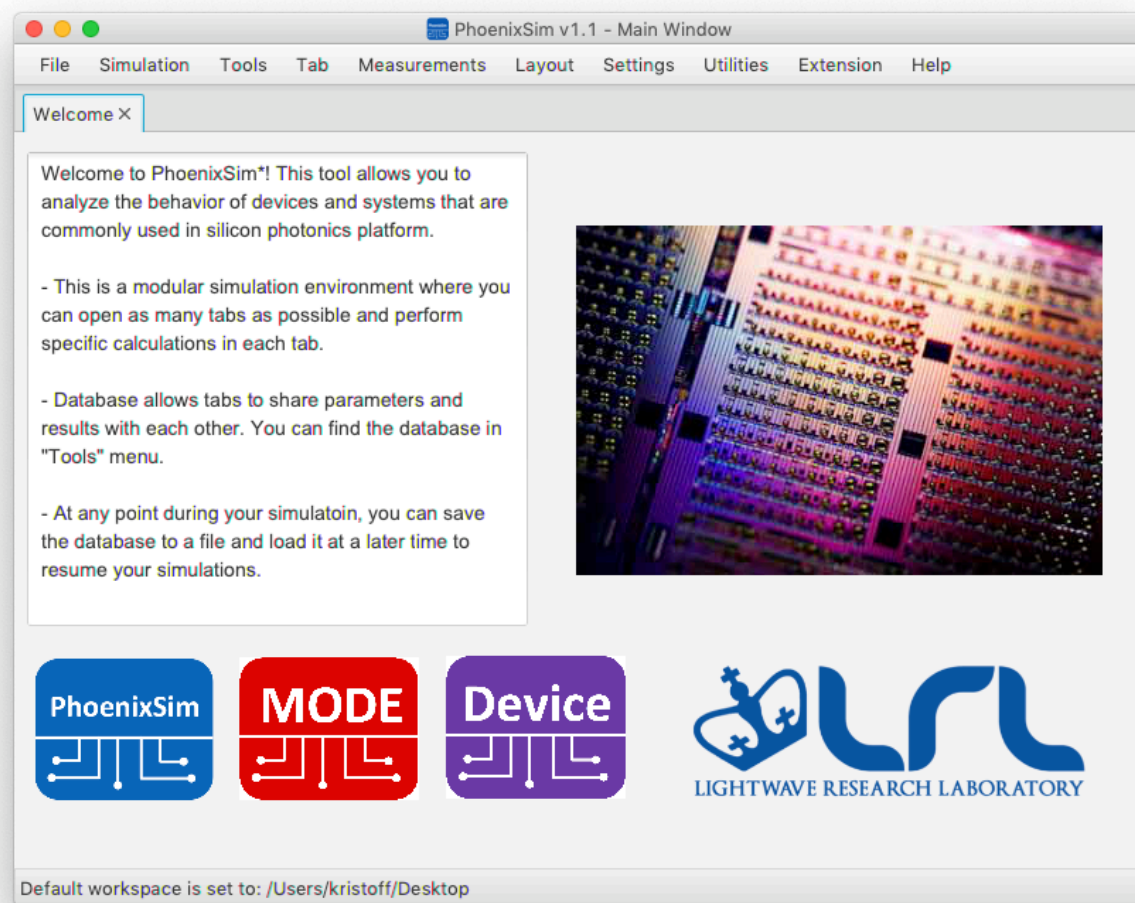 PhoenixSim v1.1 - Main Window
File Simulation Tools Tab Measurements Layout Settings Utilities Extension Help
Welcome ×
Welcome to PhoenixSim*! This tool allows you to
analyze the behavior of devices and systems that are
commonly used in silicon photonics platform.
- This is a modular simulation environment where you
can open as many tabs as possible and perform
specific calculations in each tab.
- Database allows tabs to share parameters and
results with each other. You can find the database in
"Tools" menu.
- At any point during your simulatoin, you can save
the database to a file and load it at a later time to
resume your simulations.
PhoenixSim
MODE
Device
LRL
LIGHTWAVE RESEARCH LABORATORY
Default workspace is set to: /Users/kristoff/Desktop